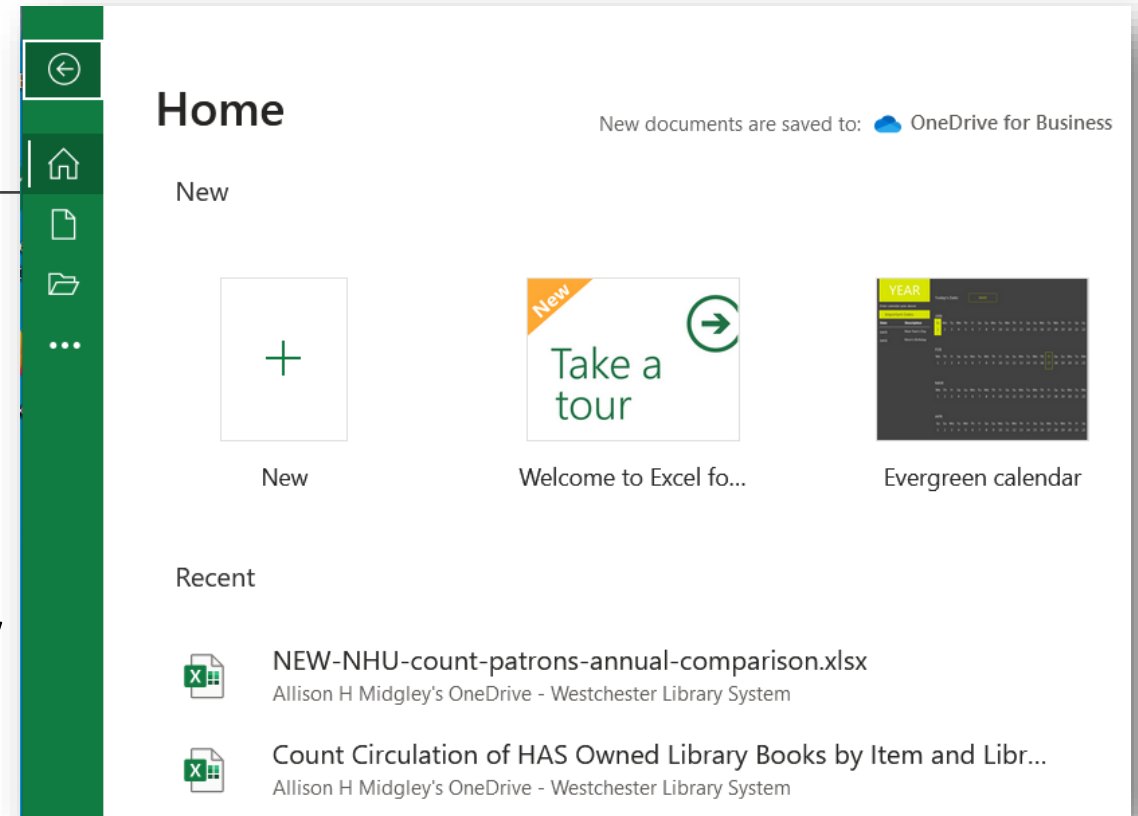 Home
New documents are saved to: OneDrive for Business
New
New
Take a
tour
YEAR
New
Welcome to Excel fo...
Evergreen calendar
Recent
NEW-NHU-count-patrons-annual-comparison.xlsx
Allison H Midgley's OneDrive - Westchester Library System
Count Circulation of HAS Owned Library Books by Item and Libr...
Allison H Midgley's OneDrive - Westchester Library System